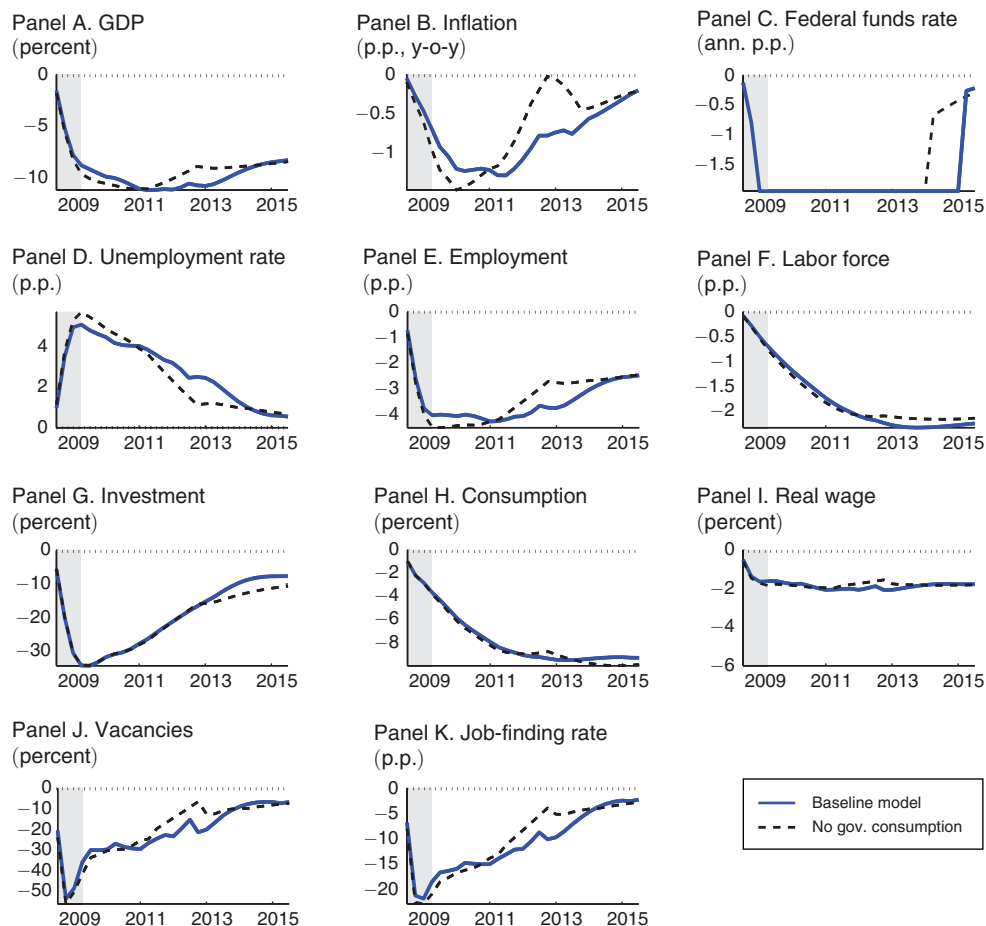 Panel A. GDP
(percent)
0
−5
−10
2009 2011 2013 2015
Panel B. Inflation
(p.p., y-o-y)
0
−0.5
−1
2009 2011 2013 2015
Panel C. Federal funds rate
(ann. p.p.)
0
−0.5
−1
−1.5
2009 2011 2013 2015
Panel D. Unemployment rate
(p.p.)
4
2
0
2009 2011 2013 2015
Panel E. Employment
(p.p.)
0
−1
−2
−3
−4
2009 2011 2013 2015
Panel F. Labor force
(p.p.)
0
−0.5
−1
−1.5
−2
2009 2011 2013 2015
Panel G. Investment
(percent)
0
−10
−20
−30
2009 2011 2013 2015
Panel H. Consumption
(percent)
0
−2
−4
−6
−8
2009 2011 2013 2015
Panel I. Real wage
(percent)
0
−2
−4
−6
2009 2011 2013 2015
Panel J. Vacancies
(percent)
0
−10
−20
−30
−40
−50
2009 2011 2013 2015
Panel K. Job-finding rate
(p.p.)
0
−5
−10
−15
−20
2009 2011 2013 2015
Baseline model
No gov. consumption